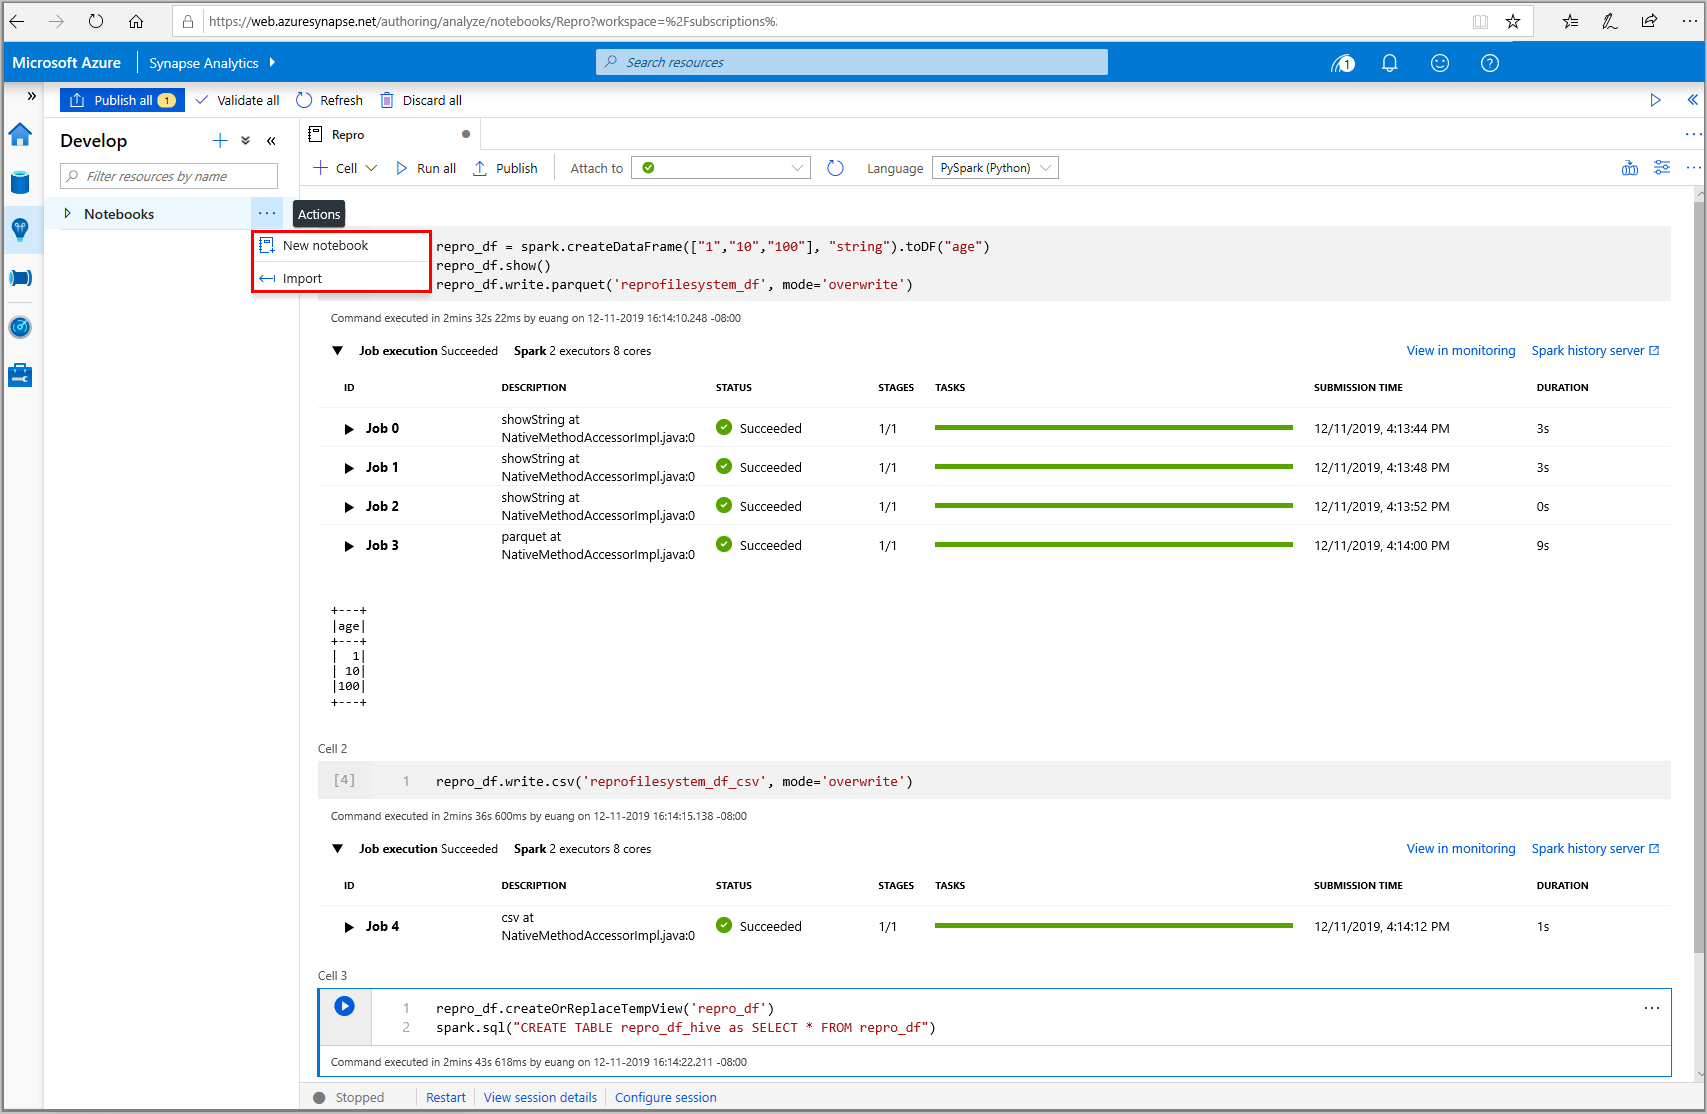 https://web.azuresynapse.net/authoring/analyze/notebooks/Repro?workspace=%2Fsubscriptions%
Microsoft Azure Synapse Analytics Search resources 1
Publish all 1 Validate all Refresh Discard all
Develop
Filter resources by name
Notebooks
Actions
New notebook
Import
Repro
Cell Run all Publish Attach to Language PySpark (Python)
repro_df = spark.createDataFrame(["1","10","100"], "string").toDF("age")
repro_df.show()
repro_df.write.parquet('reprofilesystem_df', mode='overwrite')
Command executed in 2mins 32s 22ms by euang on 12-11-2019 16:14:10.248 -08:00
Job execution Succeeded Spark 2 executors 8 cores View in monitoring Spark history server
ID DESCRIPTION STATUS STAGES TASKS SUBMISSION TIME DURATION
Job 0 showString at NativeMethodAccessorImpl.java:0 Succeeded 1/1 12/11/2019, 4:13:44 PM 3s
Job 1 showString at NativeMethodAccessorImpl.java:0 Succeeded 1/1 12/11/2019, 4:13:48 PM 3s
Job 2 showString at NativeMethodAccessorImpl.java:0 Succeeded 1/1 12/11/2019, 4:13:52 PM 0s
Job 3 parquet at NativeMethodAccessorImpl.java:0 Succeeded 1/1 12/11/2019, 4:14:00 PM 9s
+---+
|age|
+---+
|  1|
| 10|
|100|
+---+
Cell 2
[4] 1 repro_df.write.csv('reprofilesystem_df_csv', mode='overwrite')
Command executed in 2mins 36s 600ms by euang on 12-11-2019 16:14:15.138 -08:00
Job execution Succeeded Spark 2 executors 8 cores View in monitoring Spark history server
ID DESCRIPTION STATUS STAGES TASKS SUBMISSION TIME DURATION
Job 4 csv at NativeMethodAccessorImpl.java:0 Succeeded 1/1 12/11/2019, 4:14:12 PM 1s
Cell 3
1 repro_df.createOrReplaceTempView('repro_df')
2 spark.sql("CREATE TABLE repro_df_hive as SELECT * FROM repro_df")
Command executed in 2mins 43s 618ms by euang on 12-11-2019 16:14:22.211 -08:00
Stopped Restart View session details Configure session